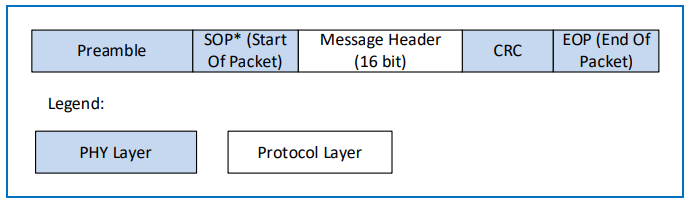 Preamble
SOP* (Start
Of Packet)
Message Header
(16 bit)
CRC
EOP (End Of
Packet)
Legend:
PHY Layer
Protocol Layer